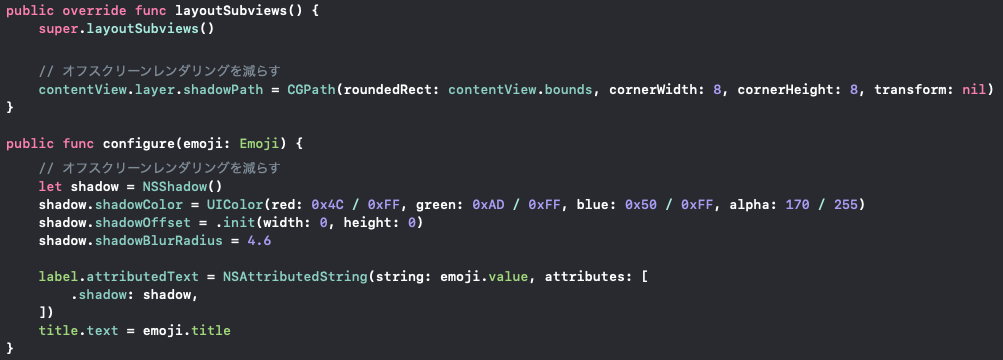 public override func layoutSubviews() {
    super.layoutSubviews()

    // オフスクリーンレンダリングを減らす
    contentView.layer.shadowPath = CGPath(roundedRect: contentView.bounds, cornerWidth: 8, cornerHeight: 8, transform: nil)
}

public func configure(emoji: Emoji) {
    // オフスクリーンレンダリングを減らす
    let shadow = NSShadow()
    shadow.shadowColor = UIColor(red: 0x4C / 0xFF, green: 0xAD / 0xFF, blue: 0x50 / 0xFF, alpha: 170 / 255)
    shadow.shadowOffset = .init(width: 0, height: 0)
    shadow.shadowBlurRadius = 4.6

    label.attributedText = NSAttributedString(string: emoji.value, attributes: [
        .shadow: shadow,
    ])
    title.text = emoji.title
}